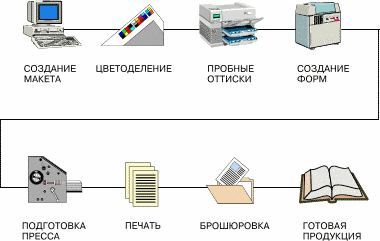 СОЗДАНИЕ
МАКЕТА
ЦВЕТОДЕЛЕНИЕ
ПРОБНЫЕ
ОТТИСКИ
СОЗДАНИЕ
ФОРМ
ПОДГОТОВКА
ПРЕССА
ПЕЧАТЬ
БРОШЮРОВКА
ГОТОВАЯ
ПРОДУКЦИЯ